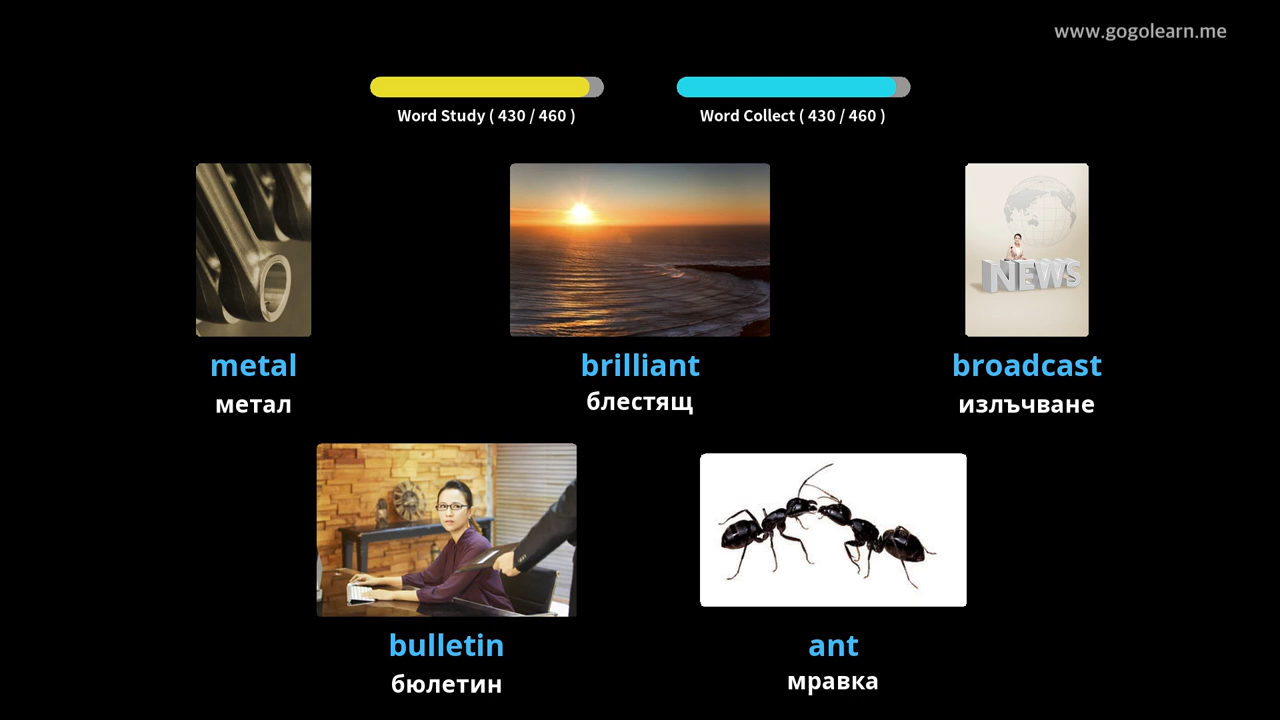 www.gogolearn.me
Word Study ( 430 / 460 )
Word Collect ( 430 / 460 )
NEWS
metal
brilliant
broadcast
метал
блестящ
излъчване
bulletin
ant
бюлетин
мравка